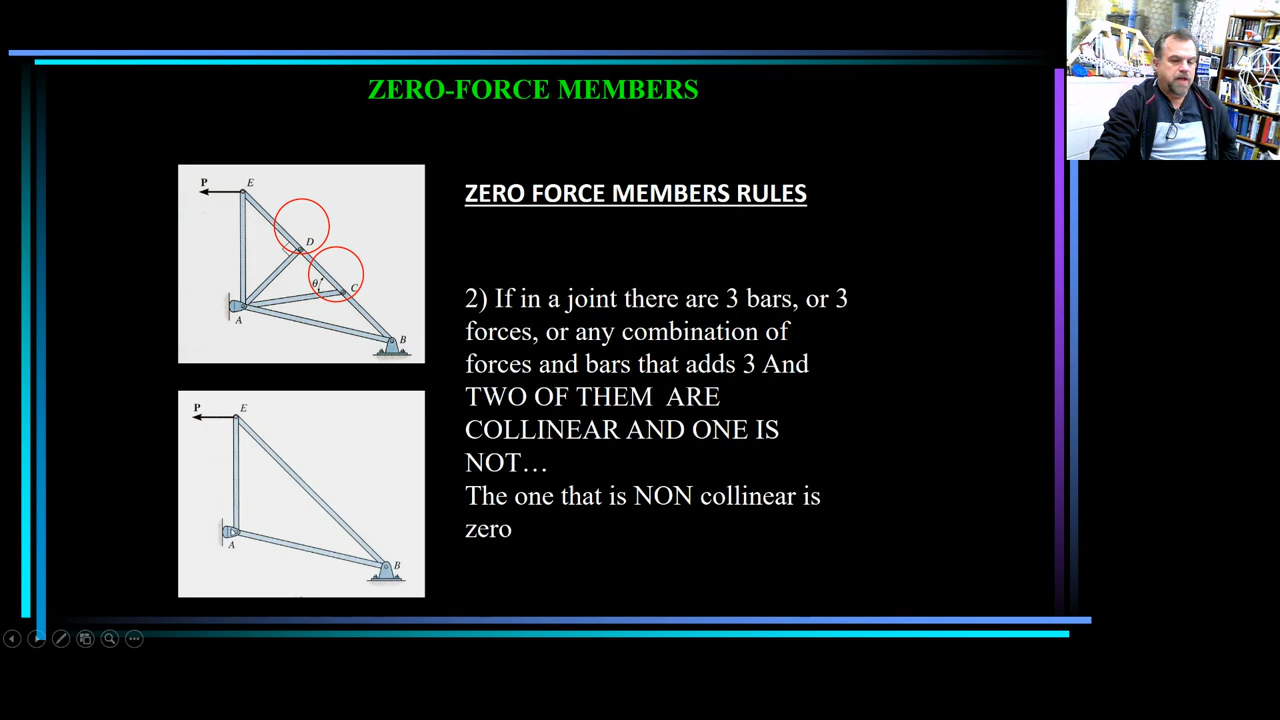 ZERO-FORCE MEMBERS
P
E
D
θ
C
A
B
ZERO FORCE MEMBERS RULES
2) If in a joint there are 3 bars, or 3
forces, or any combination of
forces and bars that adds 3 And
TWO OF THEM ARE
COLLINEAR AND ONE IS
NOT…
The one that is NON collinear is
zero
P
E
A
B